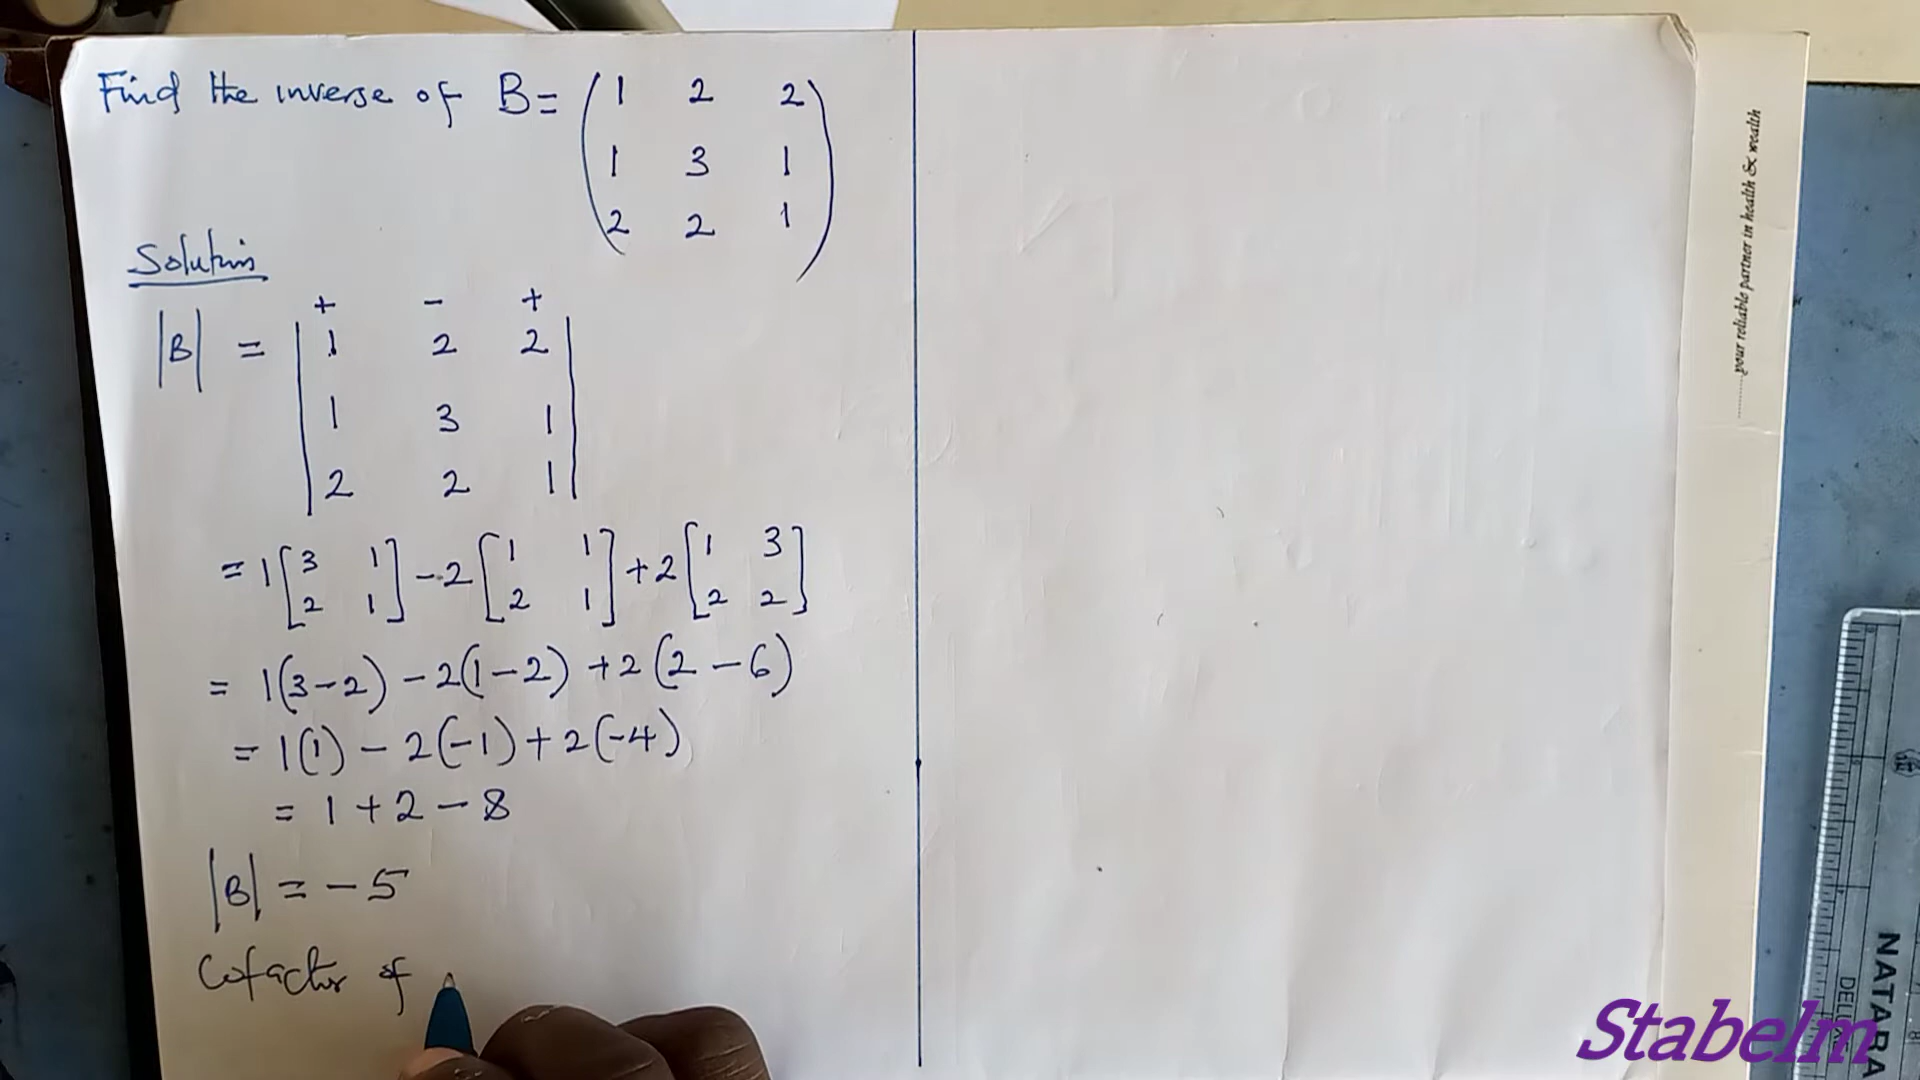 Find the inverse of B = ( 1 2 2
1 3 1
2 2 1 )
Solution
+ - +
|B| = | 1 2 2 |
1 3 1
2 2 1
= 1[3 1 2 1] - 2[1 1 2 1] + 2[1 3 2 2]
= 1(3-2) - 2(1-2) + 2(2-6)
= 1(1) - 2(-1) + 2(-4)
= 1 + 2 - 8
|B| = -5
Cofactor of
..........your reliable partner in health & wealth
NATARA
DEL
Stabelm